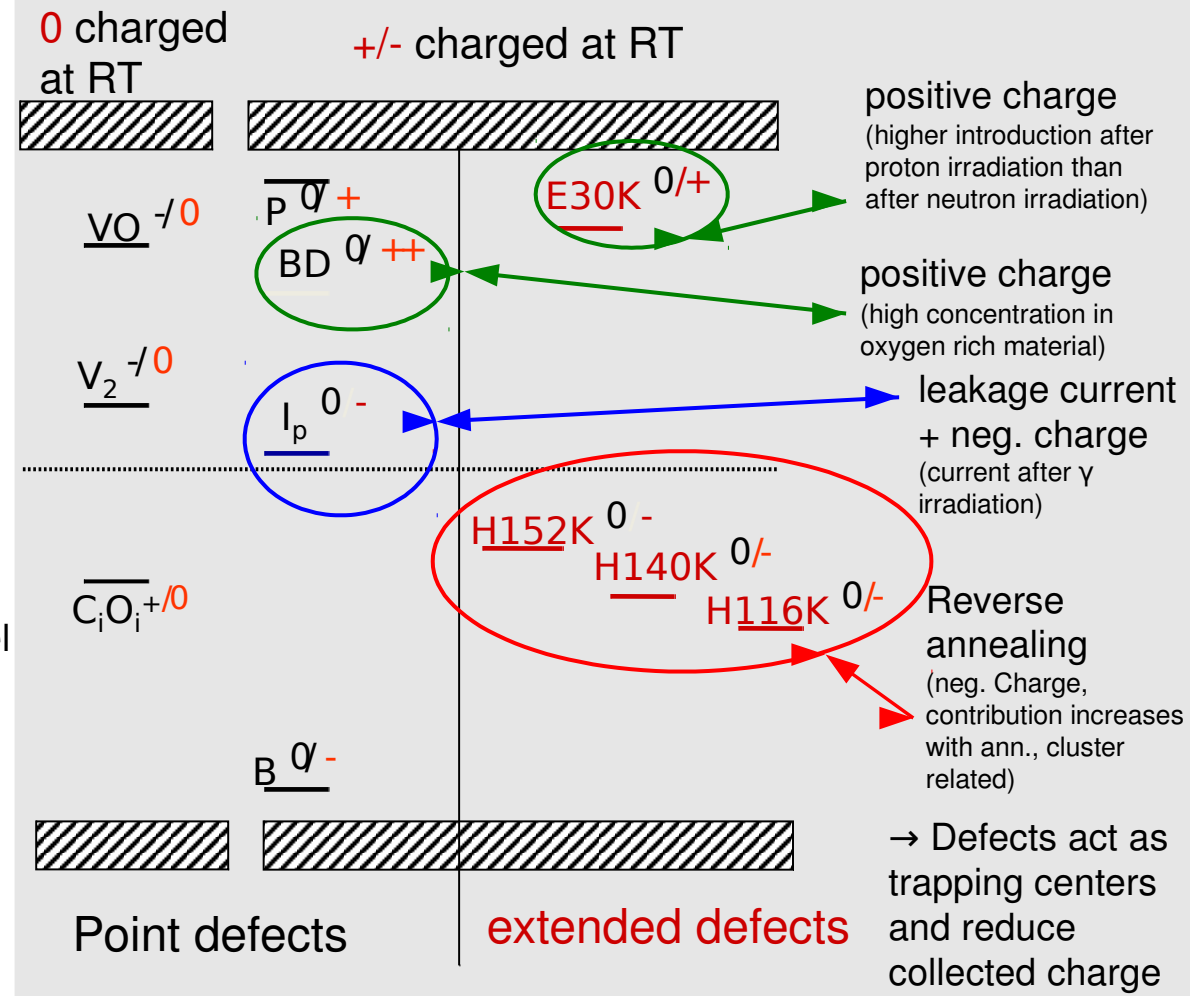 0 charged
at RT
+/- charged at RT
positive charge
(higher introduction after
proton irradiation than
after neutron irradiation)
VO -/0
P 0/+
E30K 0/+
BD 0/++
positive charge
(high concentration in
oxygen rich material)
V2 -/0
Ip 0/-
leakage current
+ neg. charge
(current after γ
irradiation)
H152K 0/-
H140K 0/-
H116K 0/-
CiOi +/0
Reverse
annealing
(neg. Charge,
contribution increases
with ann., cluster
related)
B 0/-
→ Defects act as
trapping centers
and reduce
collected charge
Point defects
extended defects